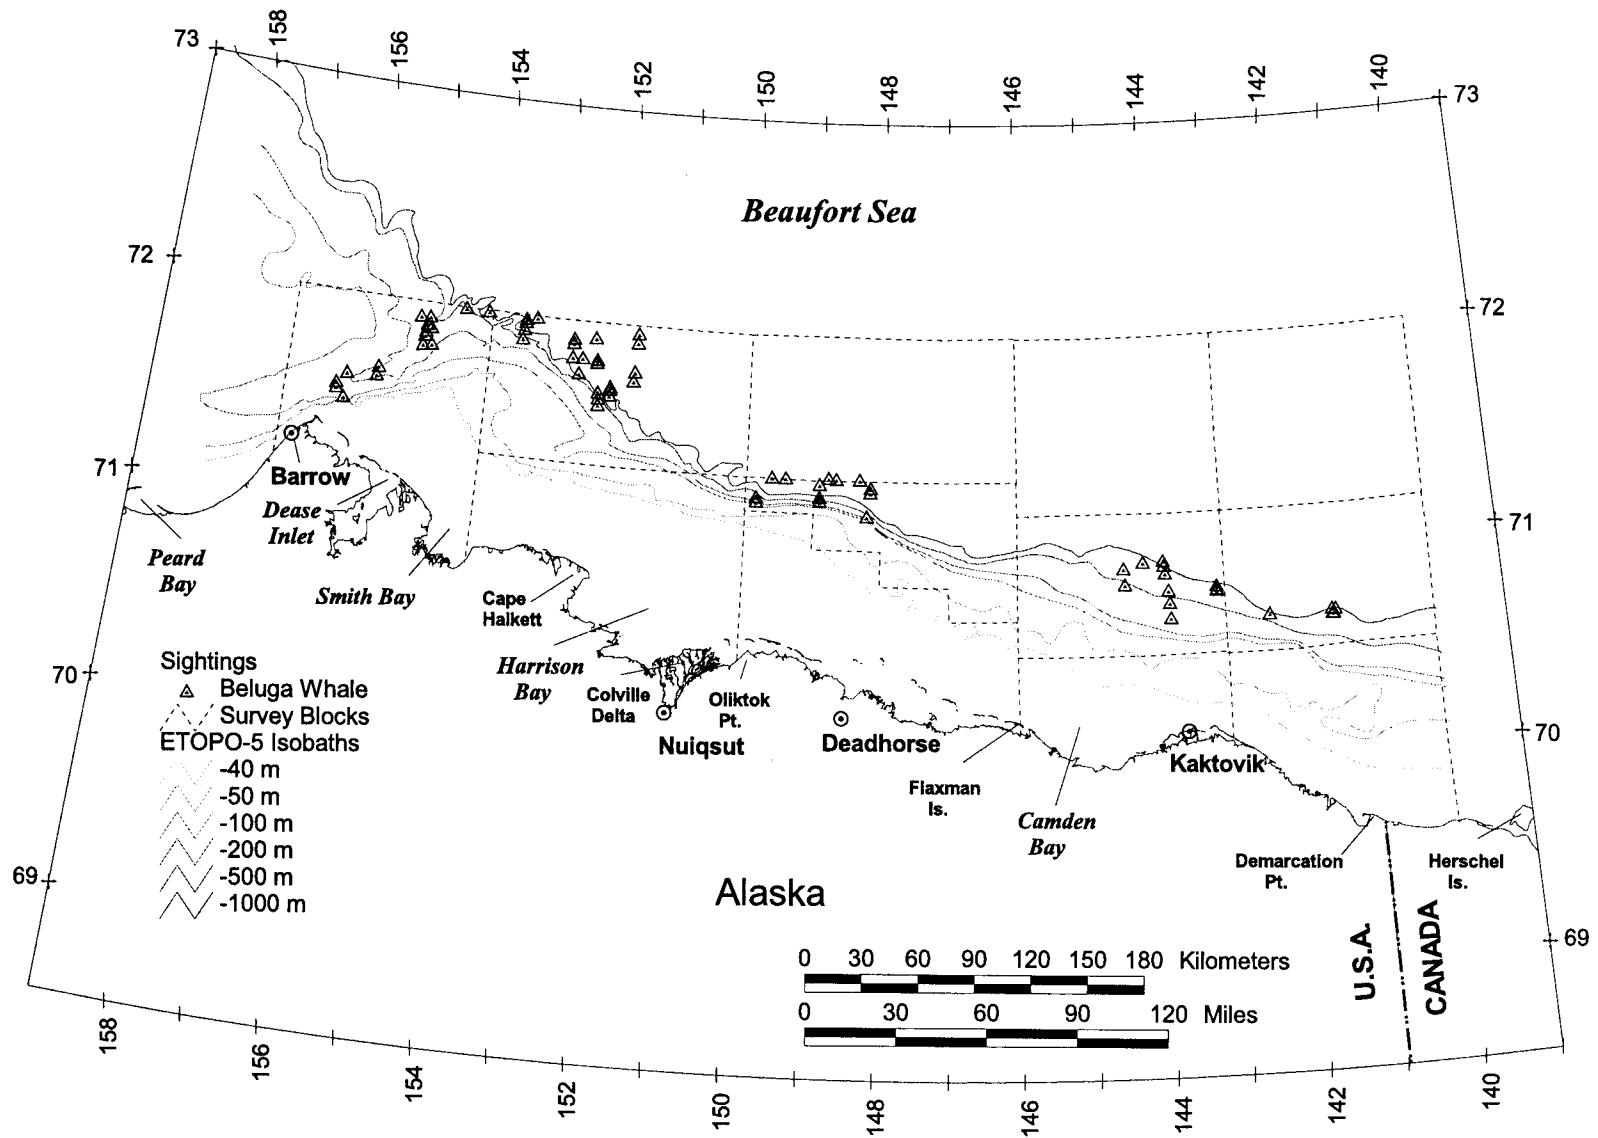 158
156
154
152
150
148
146
144
142
140
73
73
Beaufort Sea
72
72
71
71
Barrow
Dease
Inlet
Peard
Bay
Smith Bay
Cape
Halkett
Harrison
Bay
Colville
Delta
Oliktok
Pt.
Nuiqsut
Deadhorse
Flaxman
Is.
Camden
Bay
Kaktovik
Demarcation
Pt.
Herschel
Is.
70
70
Sightings
Beluga Whale
Survey Blocks
ETOPO-5 Isobaths
-40 m
-50 m
-100 m
-200 m
-500 m
-1000 m
69
69
Alaska
U.S.A.
CANADA
0 30 60 90 120 150 180 Kilometers
0 30 60 90 120 Miles
158
156
154
152
150
148
146
144
142
140